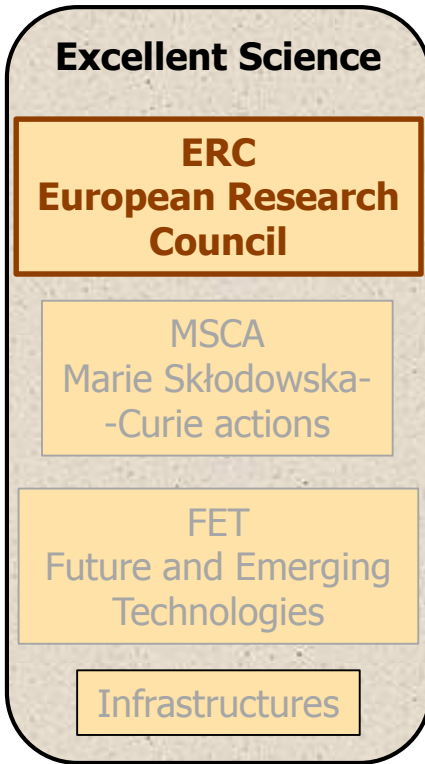 Excellent Science
ERC
European Research
Council
MSCA
Marie Skłodowska-
-Curie actions
FET
Future and Emerging
Technologies
Infrastructures